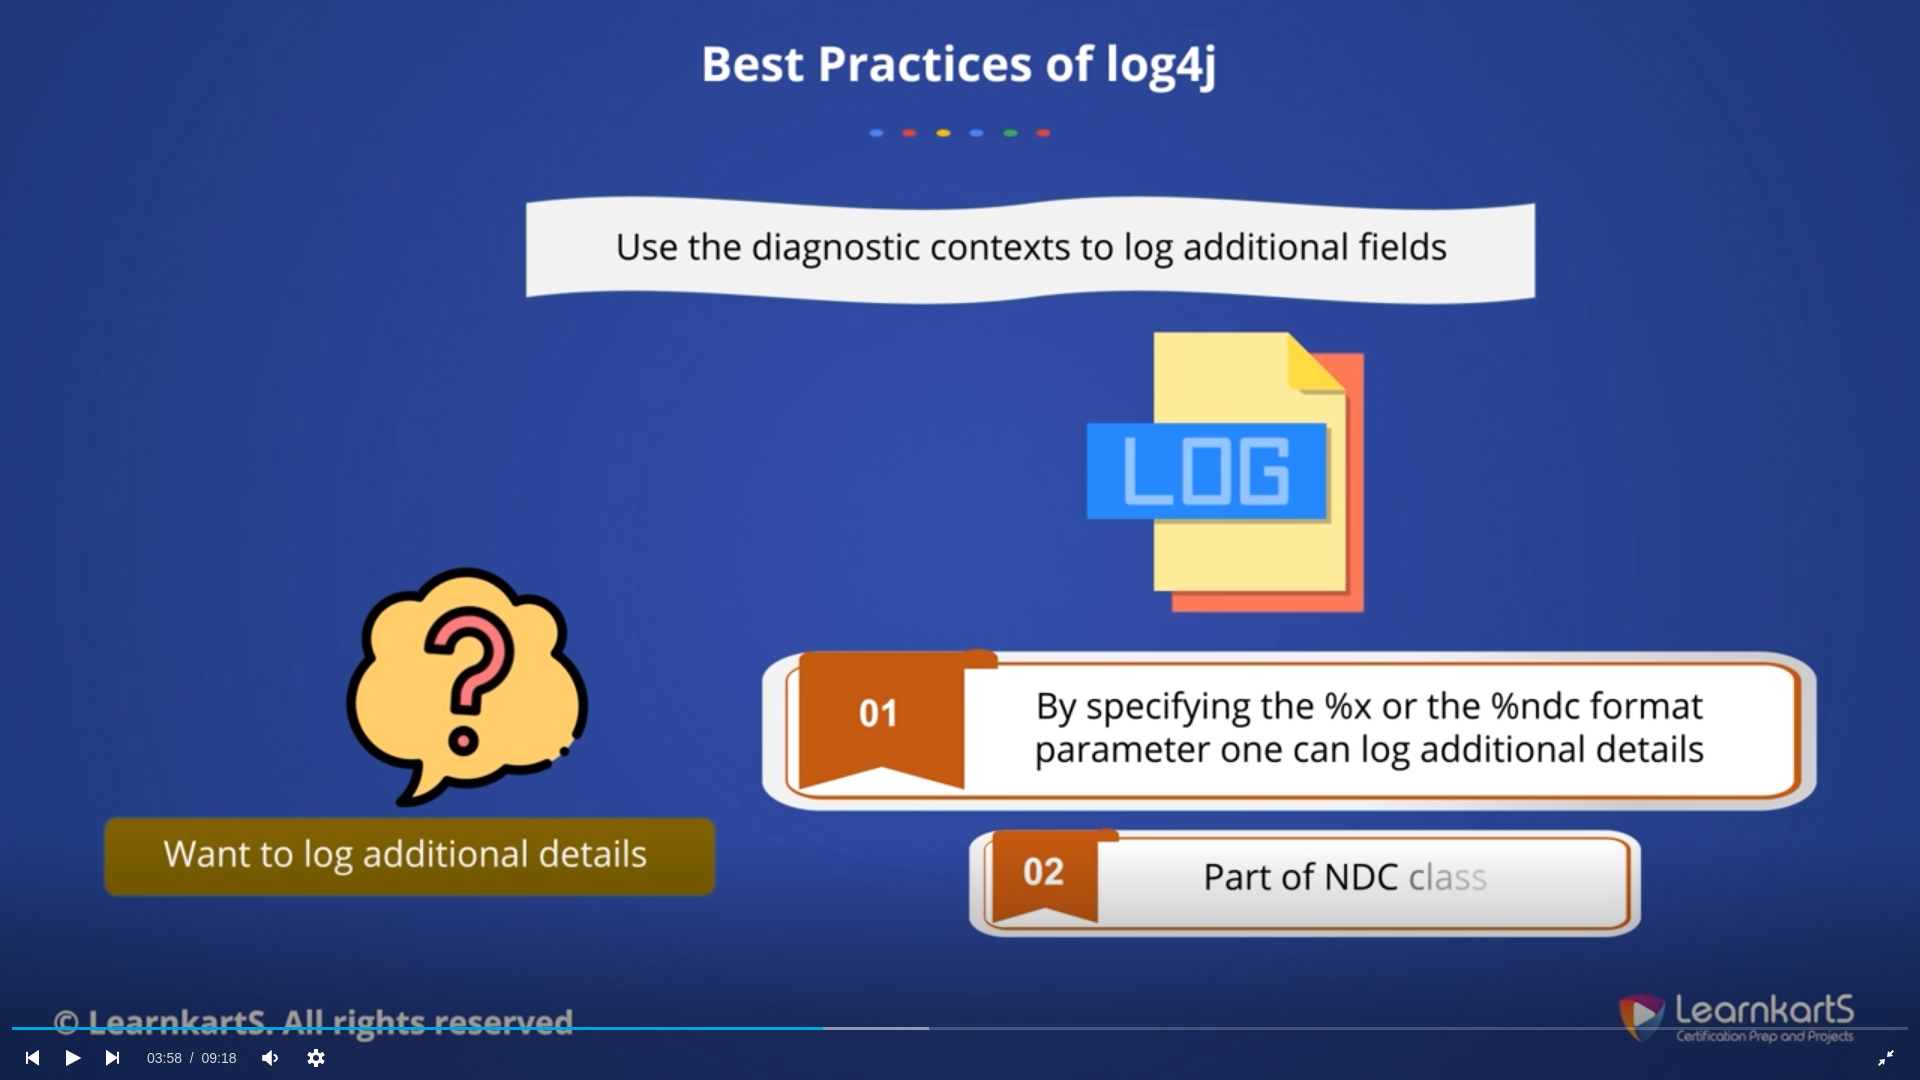 Best Practices of log4j
Use the diagnostic contexts to log additional fields
LOG
01
By specifying the %x or the %ndc format
parameter one can log additional details
Want to log additional details
02
Part of NDC class
© LearnkartS. All rights reserved
LearnkartS
Certification Prep and Projects
03:58 / 09:18